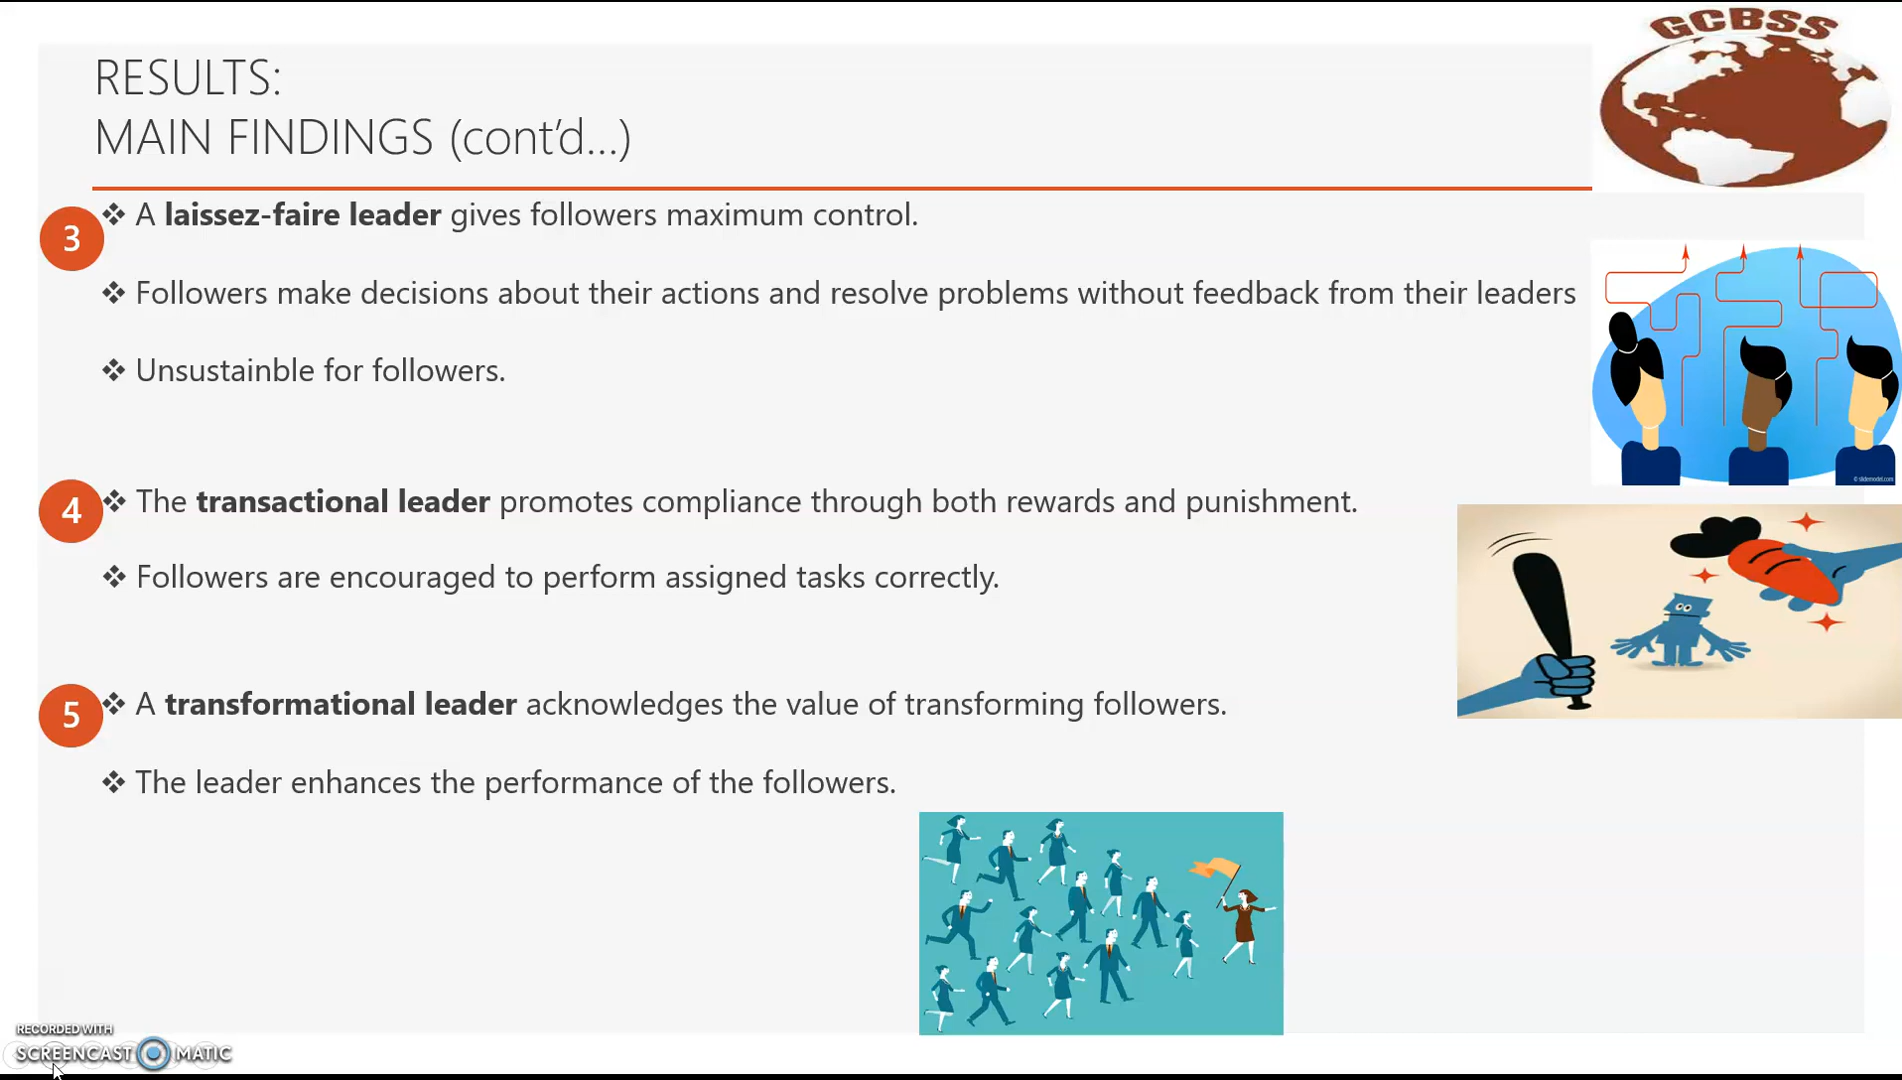 GCBSS
RESULTS:
MAIN FINDINGS (cont’d...)
3
❖ A laissez-faire leader gives followers maximum control.
❖ Followers make decisions about their actions and resolve problems without feedback from their leaders
❖ Unsustainble for followers.
© slidemodel.com
4
❖ The transactional leader promotes compliance through both rewards and punishment.
❖ Followers are encouraged to perform assigned tasks correctly.
5
❖ A transformational leader acknowledges the value of transforming followers.
❖ The leader enhances the performance of the followers.
RECORDED WITH
SCREENCAST MATIC